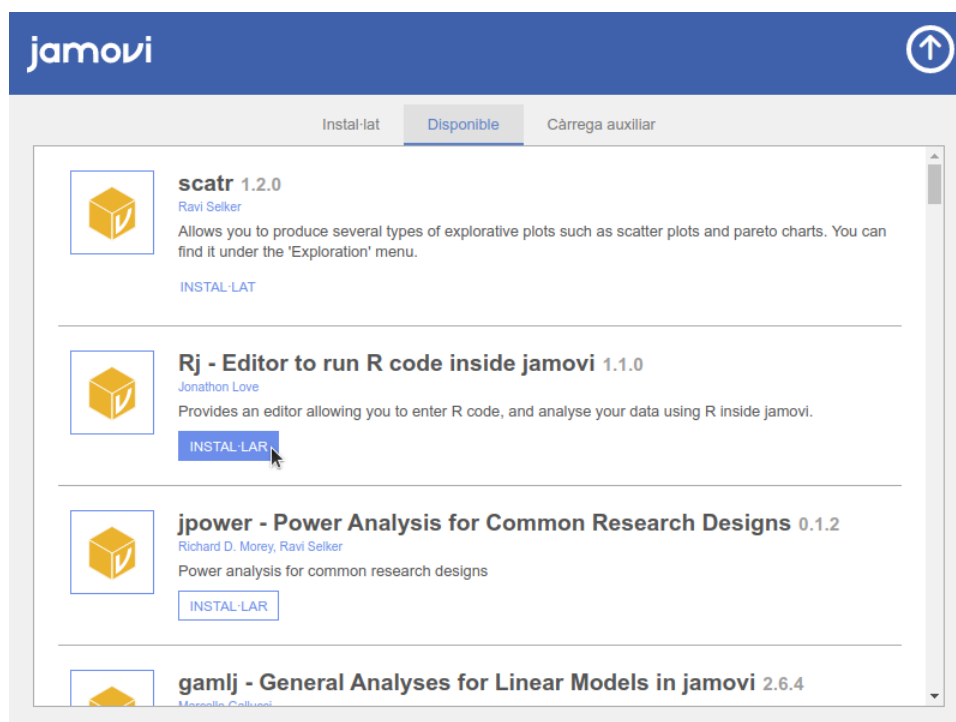 jamovi
Instal·lat Disponible Càrrega auxiliar
scatr 1.2.0
Ravi Selker
Allows you to produce several types of explorative plots such as scatter plots and pareto charts. You can
find it under the 'Exploration' menu.
INSTAL·LAT
Rj - Editor to run R code inside jamovi 1.1.0
Jonathon Love
Provides an editor allowing you to enter R code, and analyse your data using R inside jamovi.
INSTAL·LAR
jpower - Power Analysis for Common Research Designs 0.1.2
Richard D. Morey, Ravi Selker
Power analysis for common research designs
INSTAL·LAR
gamlj - General Analyses for Linear Models in jamovi 2.6.4
Marcello Gallucci